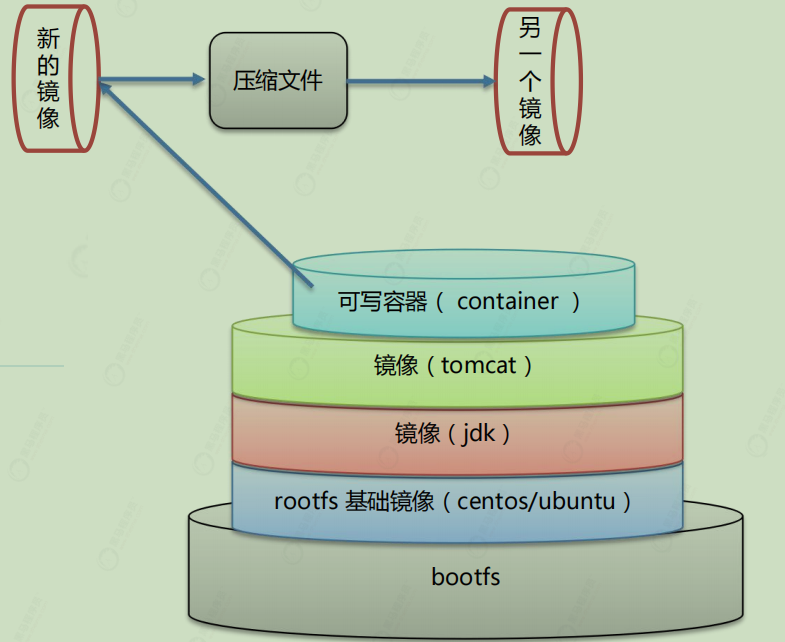 新的镜像
压缩文件
另一个镜像
可写容器（ container ）
镜像（tomcat）
镜像（jdk）
rootfs 基础镜像（centos/ubuntu）
bootfs